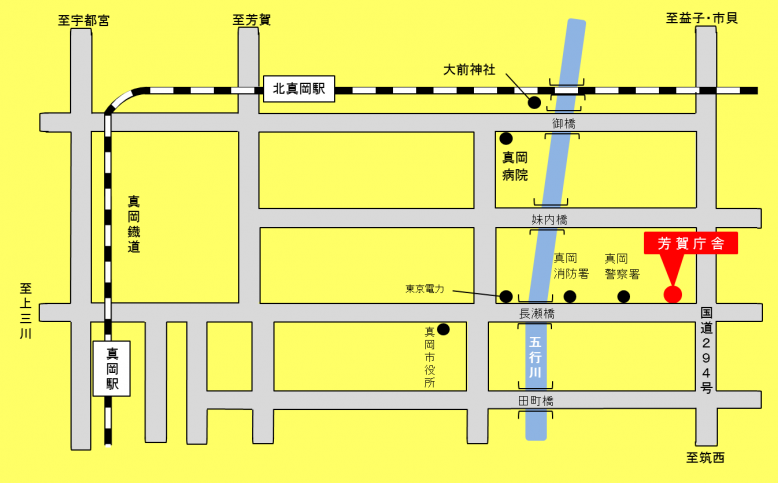 至宇都宮
至芳賀
至益子・市貝
大前神社
北真岡駅
御橋
真岡
病院
真岡鐵道
妹内橋
芳賀庁舎
真岡
消防署
真岡
警察署
至上三川
東京電力
長瀬橋
国道294号
真岡市役所
五行川
真岡駅
田町橋
至筑西